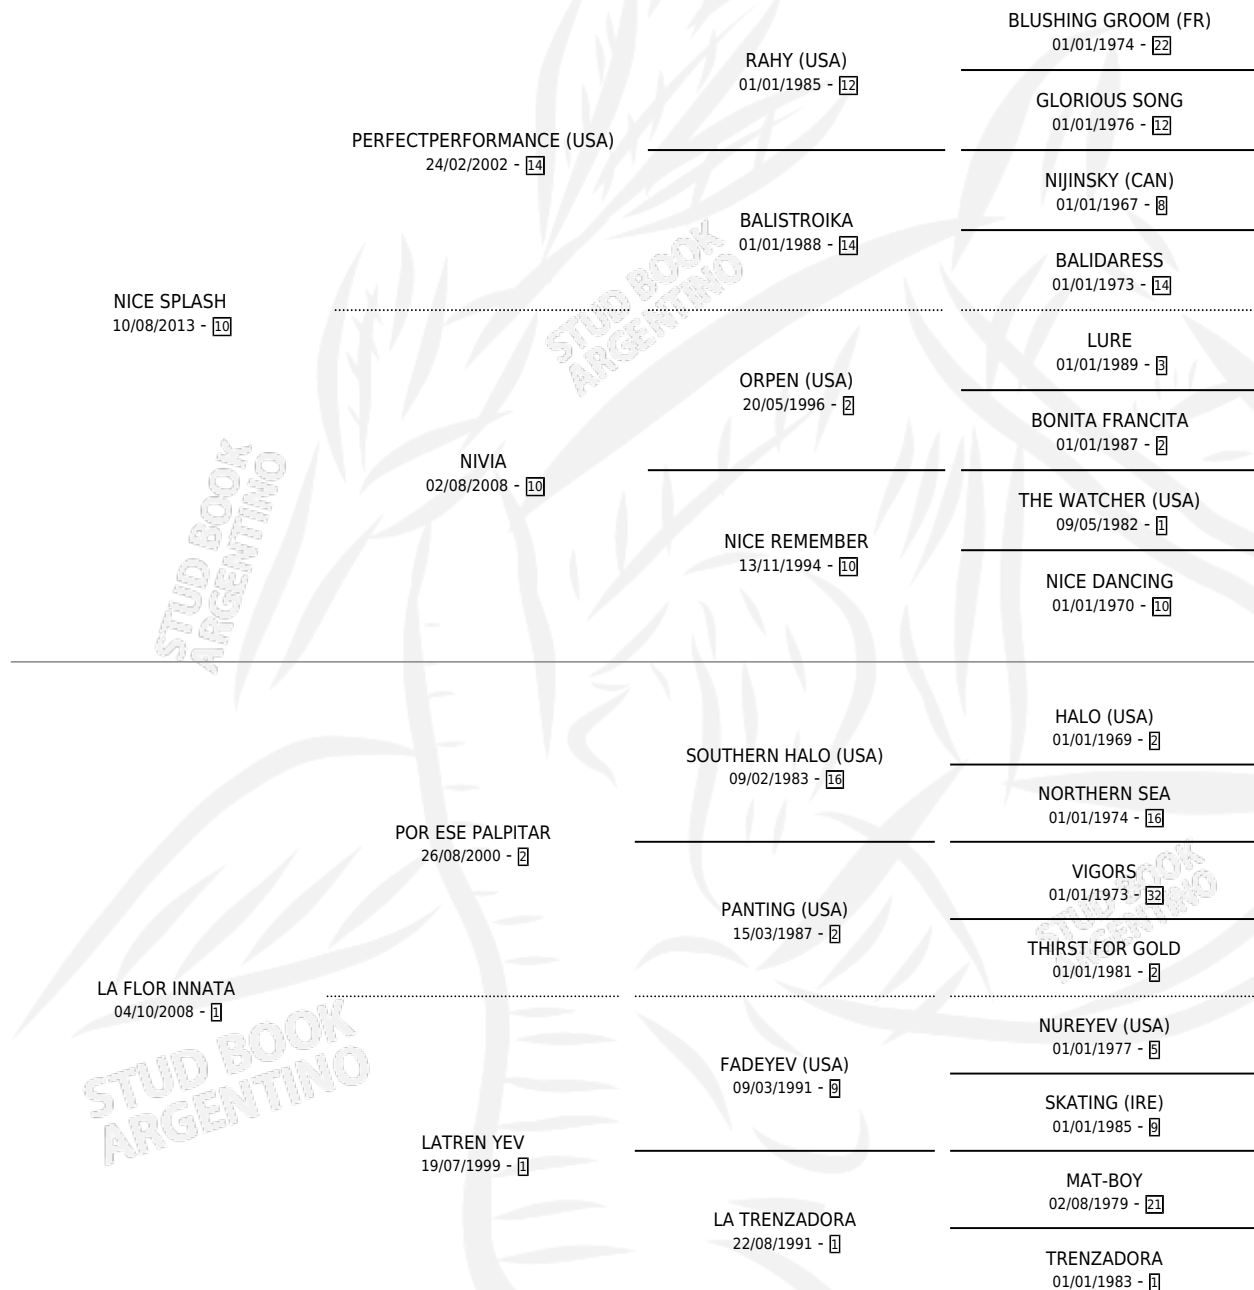 BLUSHING GROOM (FR)
01/01/1974 - 22
RAHY (USA)
01/01/1985 - 12
GLORIOUS SONG
01/01/1976 - 12
PERFECTPERFORMANCE (USA)
24/02/2002 - 14
NIJINSKY (CAN)
01/01/1967 - 8
BALISTROIKA
01/01/1988 - 14
BALIDARESS
01/01/1973 - 14
NICE SPLASH
10/08/2013 - 10
LURE
01/01/1989 - 3
ORPEN (USA)
20/05/1996 - 2
BONITA FRANCITA
01/01/1987 - 2
NIVIA
02/08/2008 - 10
THE WATCHER (USA)
09/05/1982 - 1
NICE REMEMBER
13/11/1994 - 10
NICE DANCING
01/01/1970 - 10
HALO (USA)
01/01/1969 - 2
SOUTHERN HALO (USA)
09/02/1983 - 16
NORTHERN SEA
01/01/1974 - 16
POR ESE PALPITAR
26/08/2000 - 2
VIGORS
01/01/1973 - 32
PANTING (USA)
15/03/1987 - 2
THIRST FOR GOLD
01/01/1981 - 2
LA FLOR INNATA
04/10/2008 - 1
NUREYEV (USA)
01/01/1977 - 5
FADEYEV (USA)
09/03/1991 - 9
SKATING (IRE)
01/01/1985 - 9
LATREN YEV
19/07/1999 - 1
MAT-BOY
02/08/1979 - 21
LA TRENZADORA
22/08/1991 - 1
TRENZADORA
01/01/1983 - 1
STUD BOOK
ARGENTINO
STUD BOOK
ARGENTINO
STUD BOOK
ARGENTINO
STUD BOOK
ARGENTINO